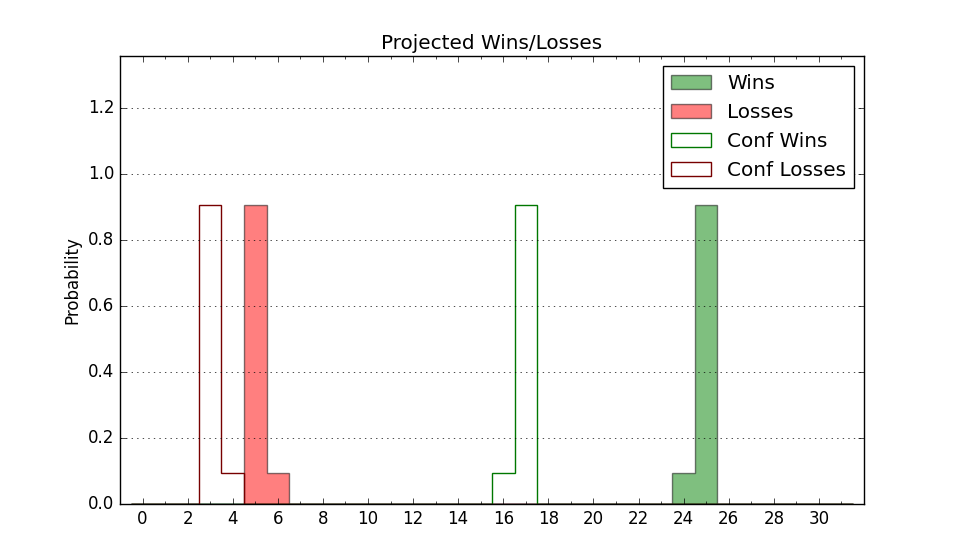 Projected Wins/Losses
Wins
Losses
Conf Wins
Conf Losses
Probability
1.2
1.0
0.8
0.6
0.4
0.2
0.0
0 2 4 6 8 10 12 14 16 18 20 22 24 26 28 30